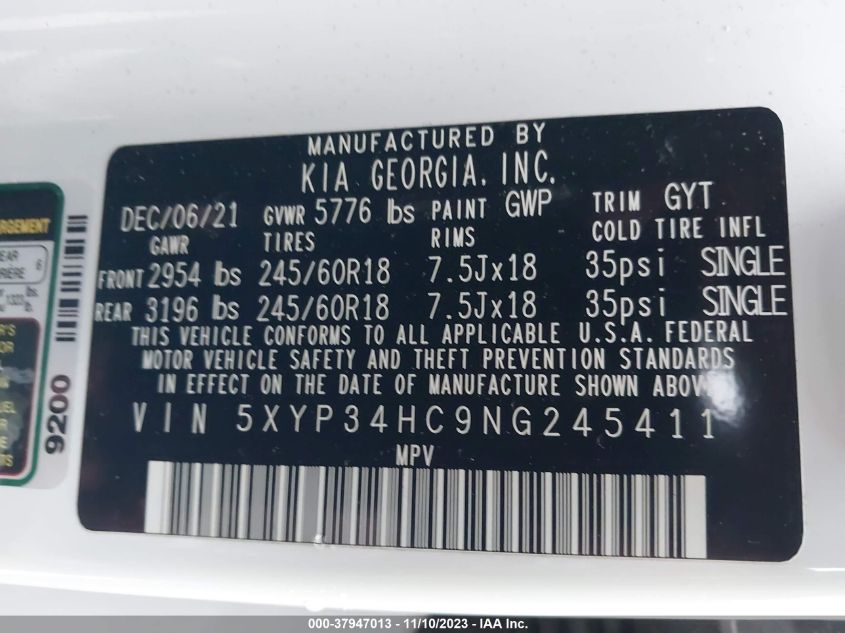 MANUFACTURED BY
KIA GEORGIA. INC.
DEC/06/21 GVWR 5776 lbs PAINT GWP TRIM GYT
GAWR TIRES RIMS COLD TIRE INFL
FRONT 2954 lbs 245/60R18 7.5Jx18 35psi SINGLE
REAR 3196 lbs 245/60R18 7.5Jx18 35psi SINGLE
THIS VEHICLE CONFORMS TO ALL APPLICABLE U.S.A. FEDERAL
MOTOR VEHICLE SAFETY AND THEFT PREVENTION STANDARDS
IN EFFECT ON THE DATE OF MANUFACTURE SHOWN ABOVE
VIN 5XYP34HC9NG245411
MPV
9200
000-37947013 — 11/10/2023 — IAA Inc.